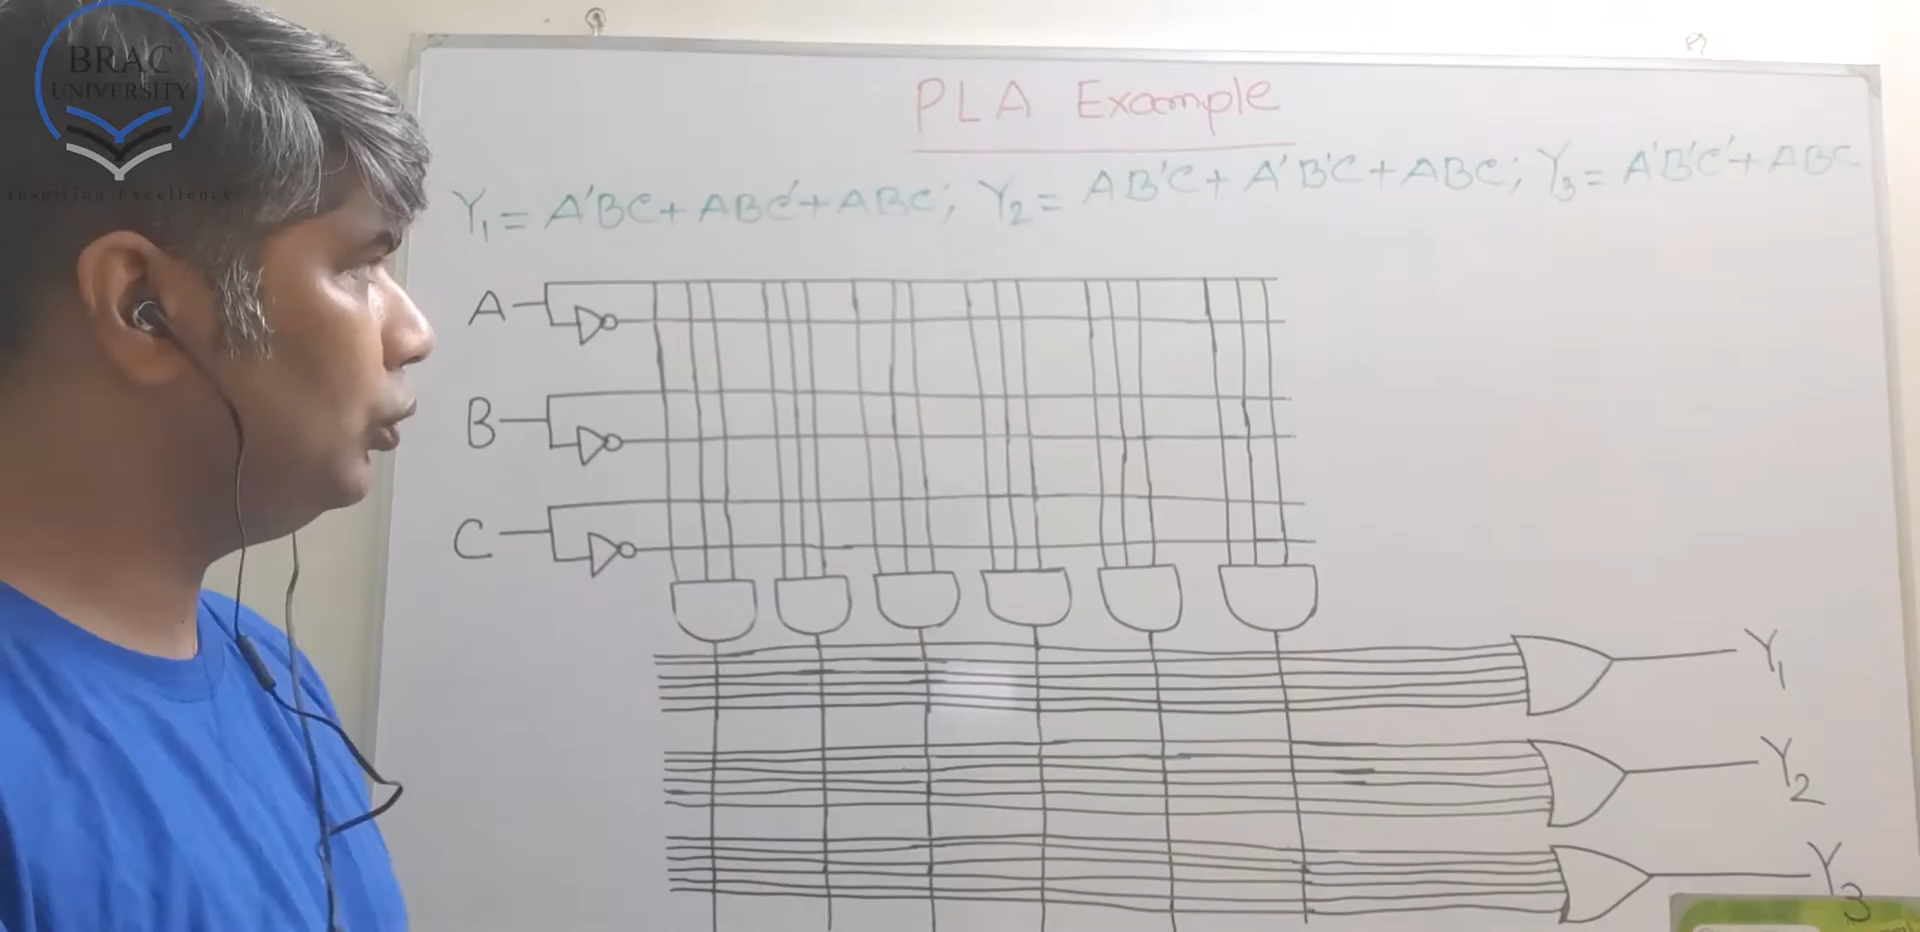 BRAC
UNIVERSITY
Inspiring Excellence
PLA Example
Y₁ = A'BC + ABC' + ABC; Y₂ = AB'C + A'B'C + ABC; Y₃ = A'B'C' + ABC
A
B
C
Y₁
Y₂
Y₃